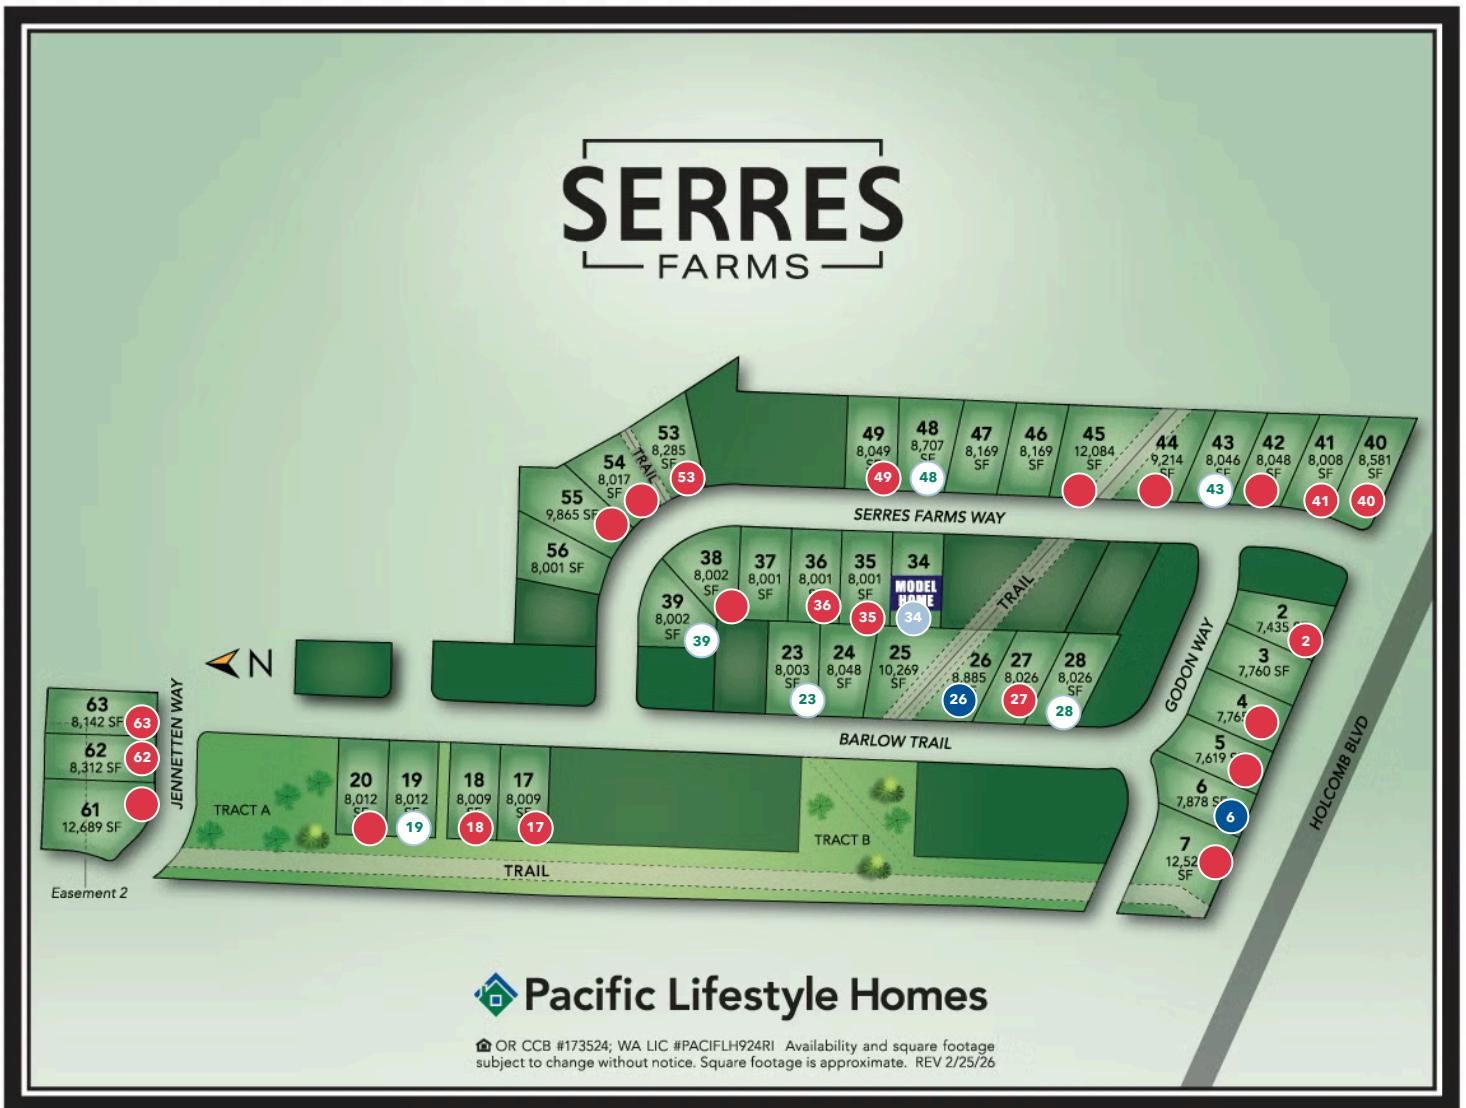 SERRES
FARMS
53
8,285
SF
53
TRAIL
54
8,017
SF
55
9,865 SF
56
8,001 SF
49
8,049
SF
49
48
8,707
SF
48
47
8,169
SF
46
8,169
SF
45
12,084
SF
44
9,214
SF
43
8,046
SF
43
42
8,048
SF
41
8,008
SF
41
40
8,581
SF
40
SERRES FARMS WAY
39
8,002
SF
39
38
8,002
SF
37
8,001
SF
36
8,001
36
35
8,001
SF
35
34
MODEL
HOME
34
TRAIL
23
8,003
SF
23
24
8,048
SF
25
10,269
SF
26
8,885
SF
26
27
8,026
27
28
8,026
SF
28
BARLOW TRAIL
GODON WAY
HOLCOMB BLVD
2
7,435
2
3
7,760 SF
4
5
7,619
6
7,878 SF
6
7
SF
N
JENNETTEN WAY
63
8,142 SF
63
62
8,312 SF
62
61
12,689 SF
Easement 2
TRACT A
20
8,012
SF
19
8,012
SF
19
18
8,009
SF
18
17
8,009
SF
17
TRACT B
TRAIL
Pacific Lifestyle Homes
OR CCB #173524; WA LIC #PACIFLH924RI Availability and square footage
subject to change without notice. Square footage is approximate. REV 2/25/26